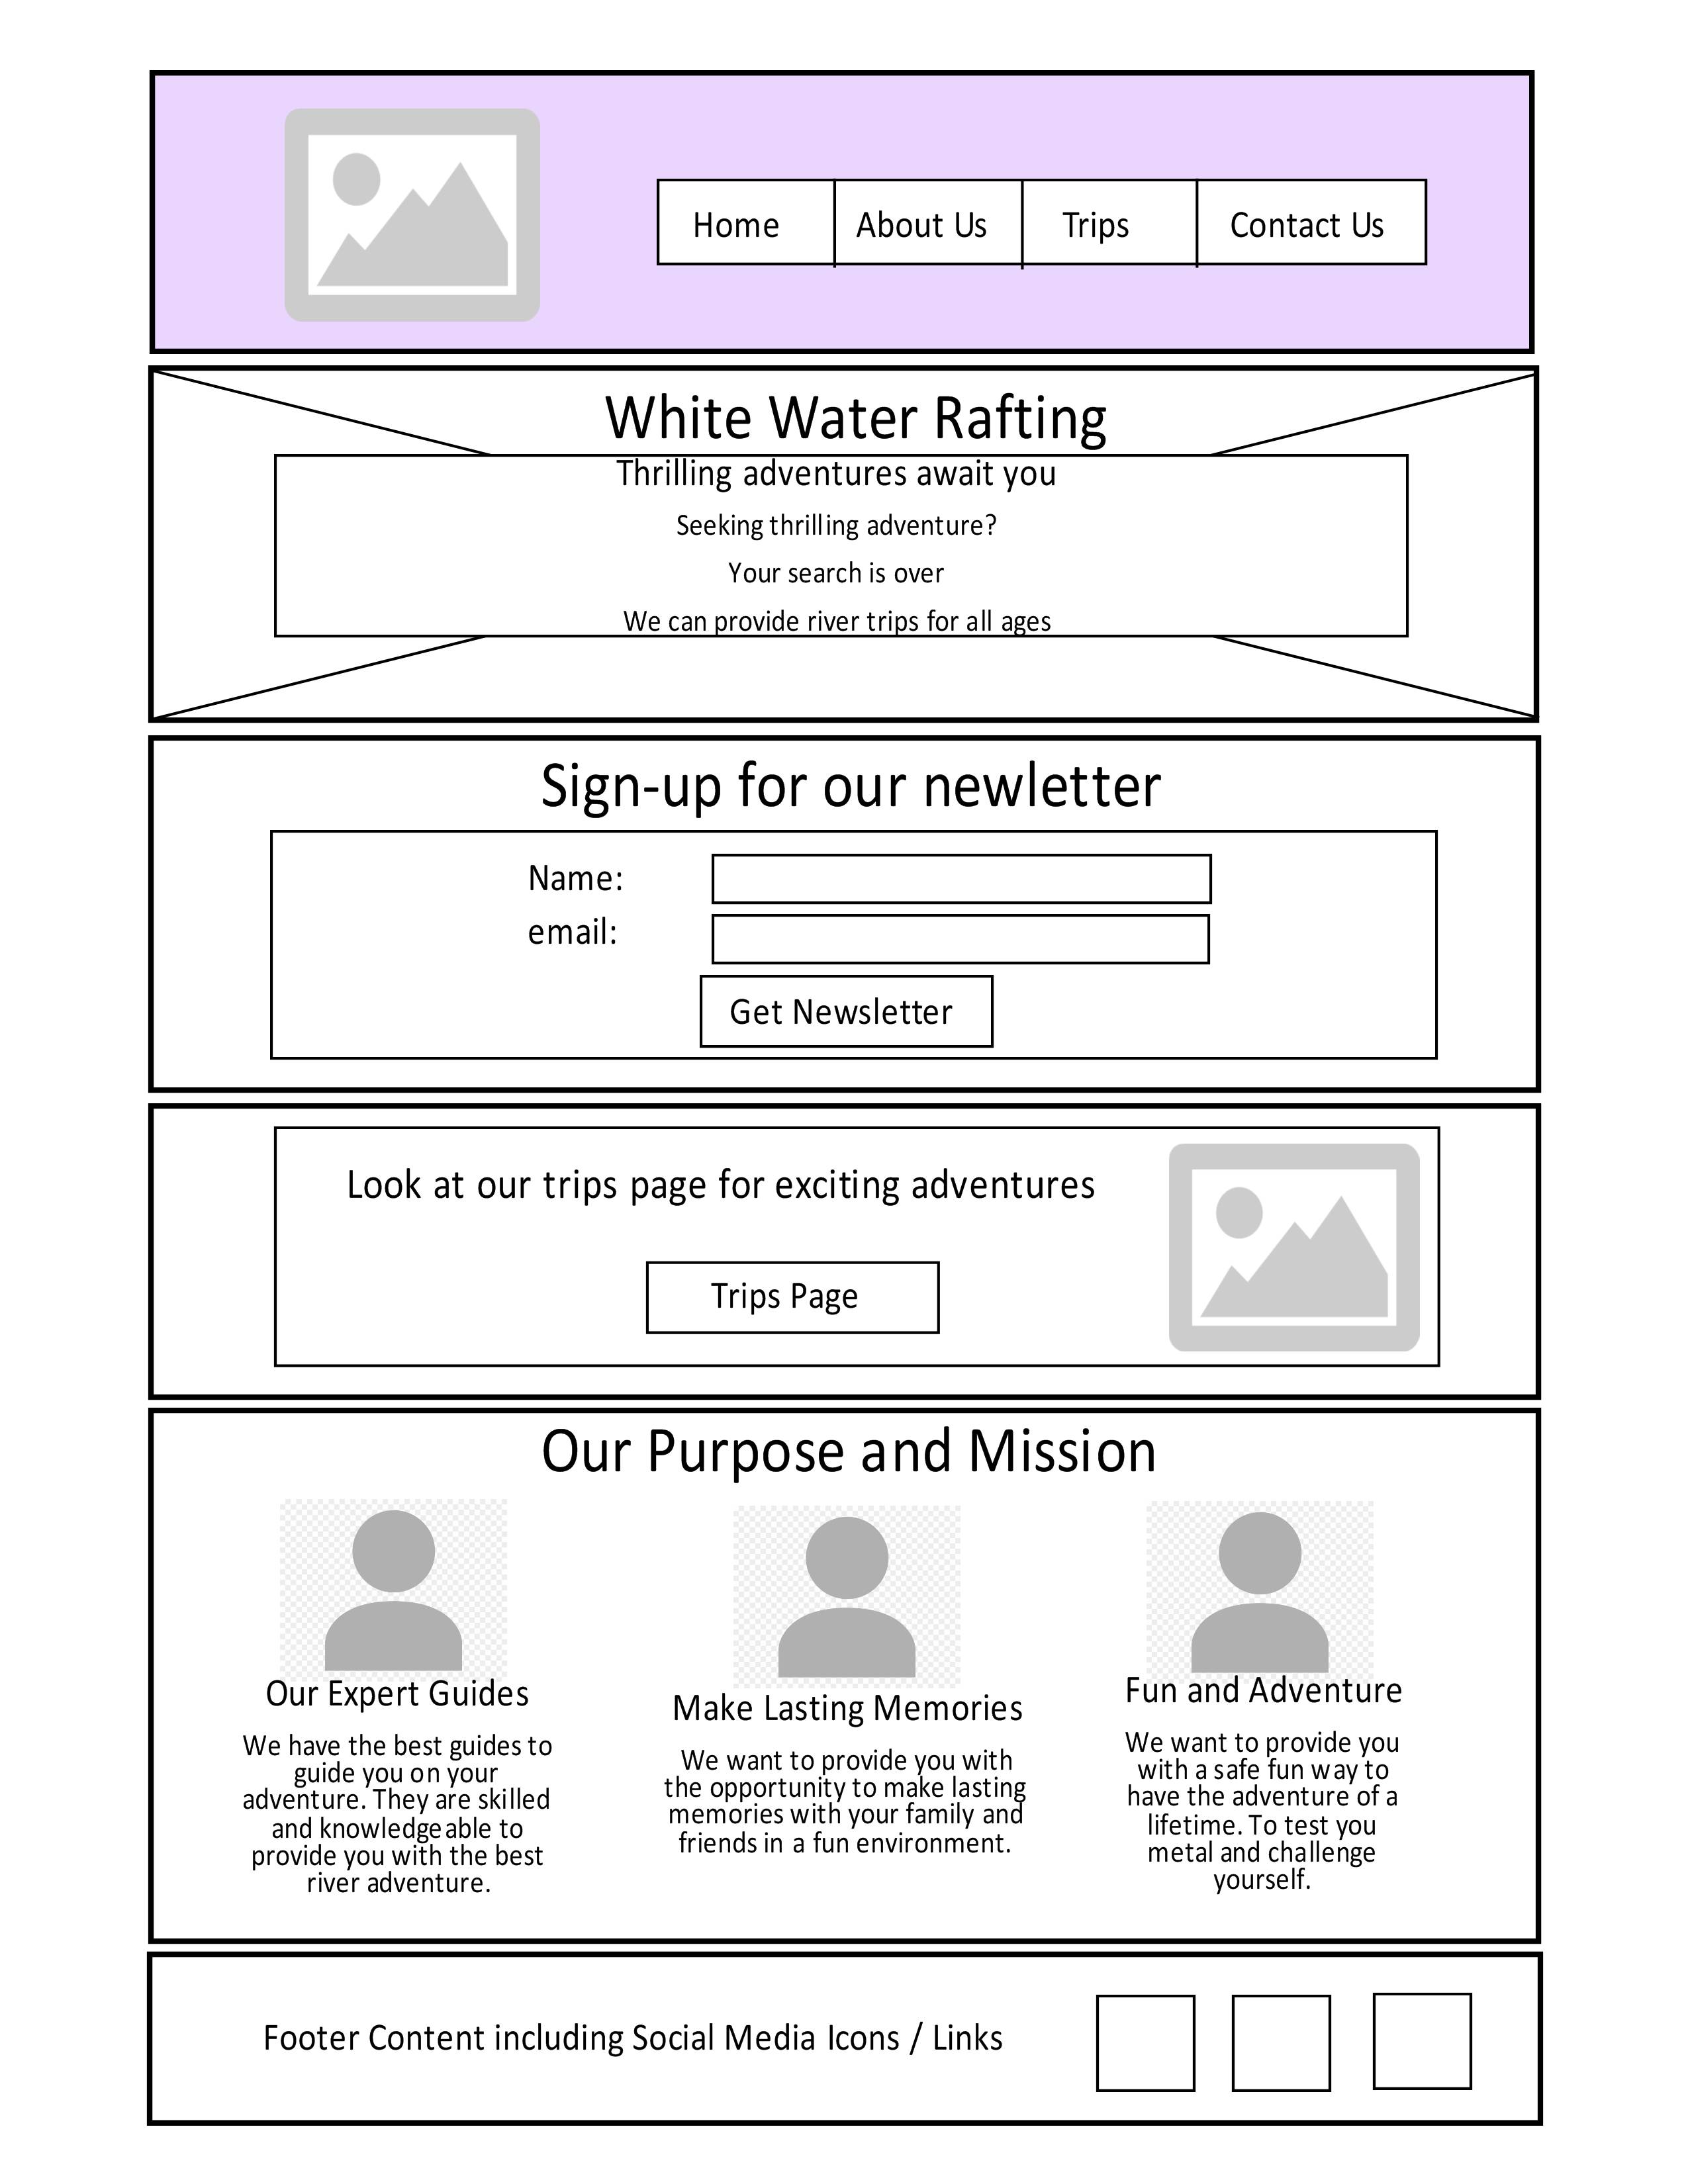 Home
About Us
Trips
Contact Us
White Water Rafting
Thrilling adventures await you
Seeking thrilling adventure?
Your search is over
We can provide river trips for all ages
Sign-up for our newletter
Name:
email:
Get Newsletter
Look at our trips page for exciting adventures
Trips Page
Our Purpose and Mission
Our Expert Guides
We have the best guides to
guide you on your
adventure. They are skilled
and knowledgeable to
provide you with the best
river adventure.
Make Lasting Memories
We want to provide you with
the opportunity to make lasting
memories with your family and
friends in a fun environment.
Fun and Adventure
We want to provide you
with a safe fun way to
have the adventure of a
lifetime. To test you
metal and challenge
yourself.
Footer Content including Social Media Icons / Links